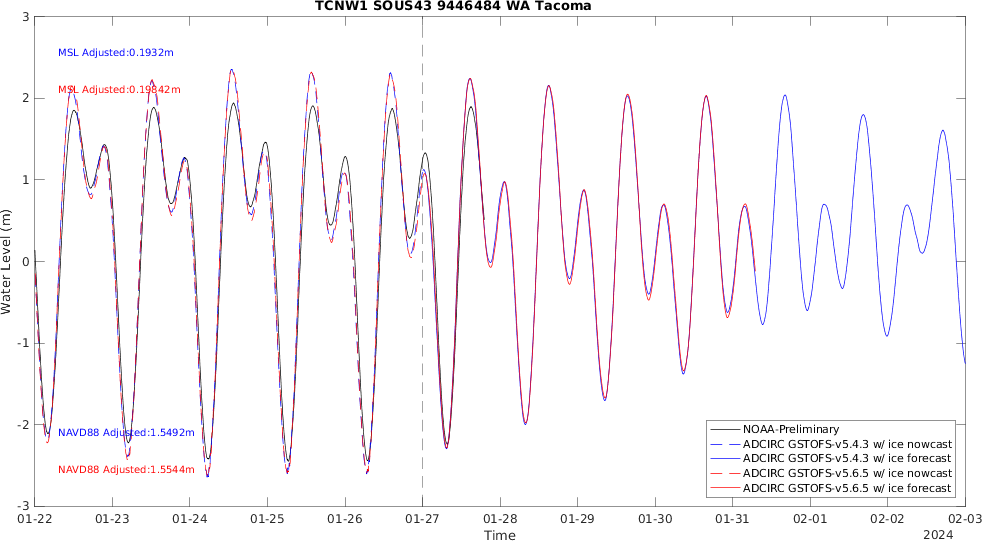 TCNW1 SOUS43 9446484 WA Tacoma
3
2
1
0
-1
-2
-3
Water Level (m)
MSL Adjusted:0.1932m
MSL Adjusted:0.19842m
NAVD88 Adjusted:1.5492m
NAVD88 Adjusted:1.5544m
NOAA-Preliminary
ADCIRC GSTOFS-v5.4.3 w/ ice nowcast
ADCIRC GSTOFS-v5.4.3 w/ ice forecast
ADCIRC GSTOFS-v5.6.5 w/ ice nowcast
ADCIRC GSTOFS-v5.6.5 w/ ice forecast
01-22 01-23 01-24 01-25 01-26 01-27 01-28 01-29 01-30 01-31 02-01 02-02 02-03
Time
2024